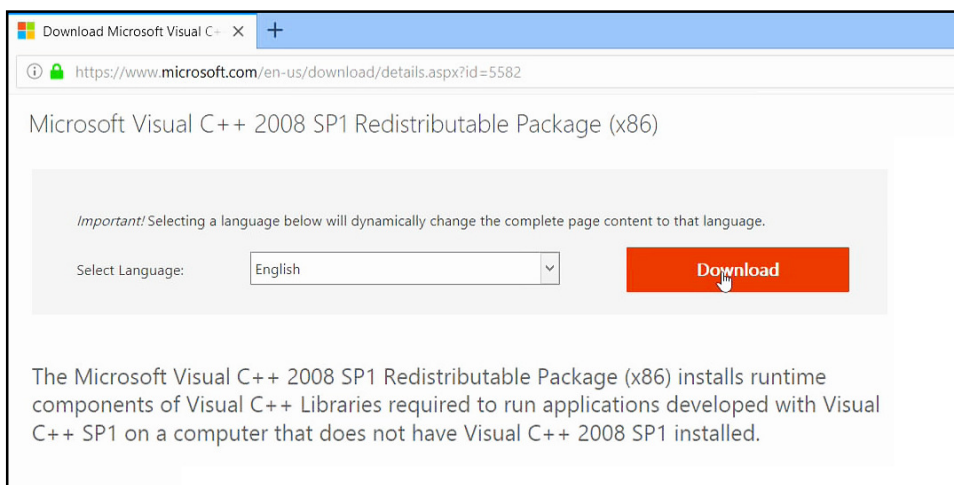 Download Microsoft Visual C+
https://www.microsoft.com/en-us/download/details.aspx?id=5582
Microsoft Visual C++ 2008 SP1 Redistributable Package (x86)
Important! Selecting a language below will dynamically change the complete page content to that language.
Select Language: English Download
The Microsoft Visual C++ 2008 SP1 Redistributable Package (x86) installs runtime
components of Visual C++ Libraries required to run applications developed with Visual
C++ SP1 on a computer that does not have Visual C++ 2008 SP1 installed.